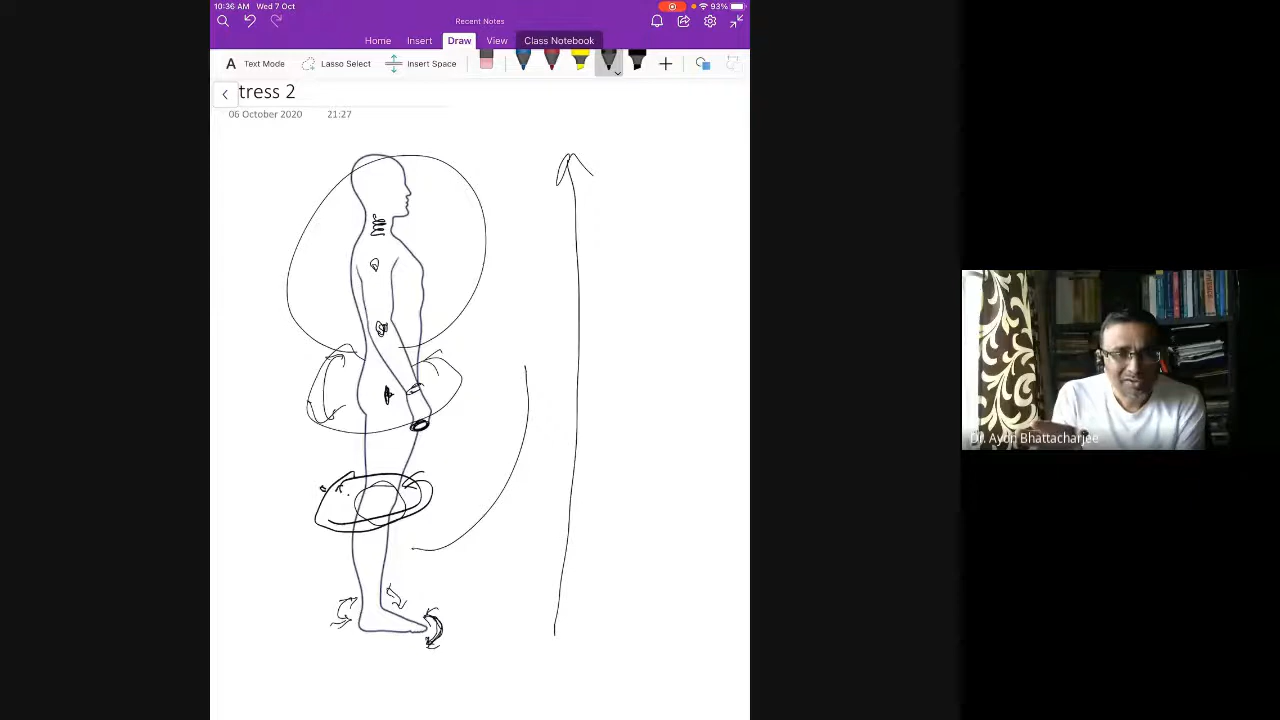 10:36 AM Wed 7 Oct
93%
Recent Notes
Home Insert Draw View Class Notebook
A Text Mode Lasso Select Insert Space
tress 2
06 October 2020 21:27
Dr. Ayon Bhattacharjee